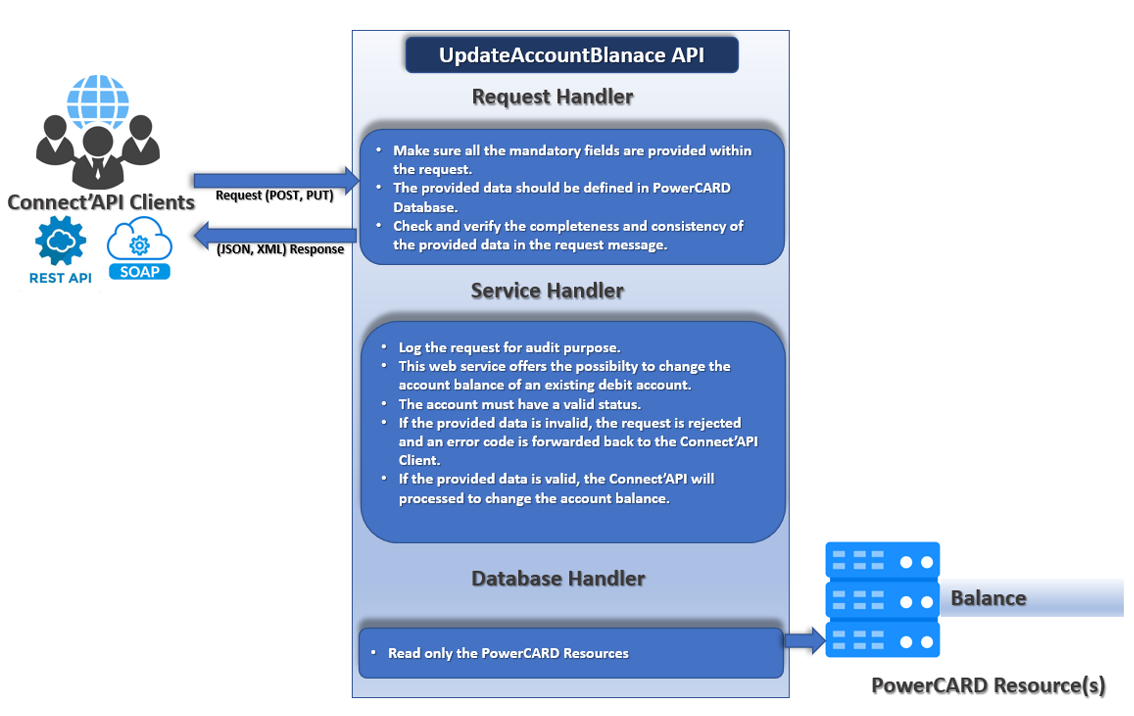 UpdateAccountBlanace API
Request Handler
• Make sure all the mandatory fields are provided within
the request.
• The provided data should be defined in PowerCARD
Database.
• Check and verify the completeness and consistency of
the provided data in the request message.
Connect'API Clients
Request (POST, PUT)
(JSON, XML) Response
REST API
SOAP
Service Handler
• Log the request for audit purpose.
• This web service offers the possibilty to change the
account balance of an existing debit account.
• The account must have a valid status.
• If the provided data is invalid, the request is rejected
and an error code is forwarded back to the Connect'API
Client.
• If the provided data is valid, the Connect'API will
processed to change the account balance.
Database Handler
• Read only the PowerCARD Resources
Balance
PowerCARD Resource(s)